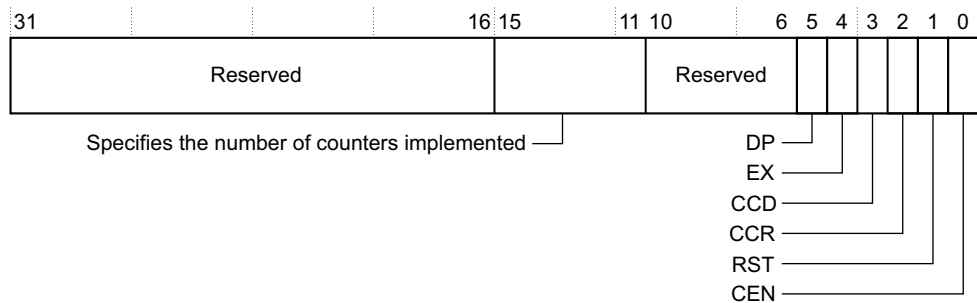 31 16 15 11 10 6 5 4 3 2 1 0
Reserved Reserved
Specifies the number of counters implemented DP
EX
CCD
CCR
RST
CEN